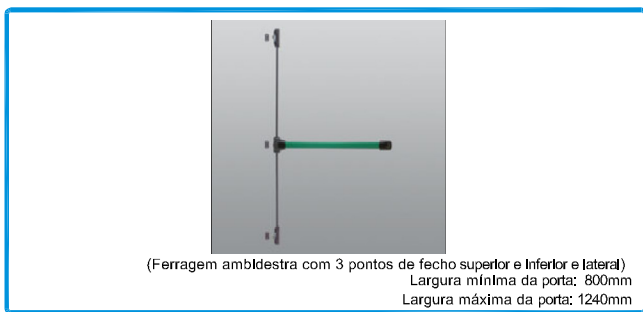 (Ferragem ambidestra com 3 pontos de fecho superior e inferior e lateral)
Largura mínima da porta: 800mm
Largura máxima da porta: 1240mm